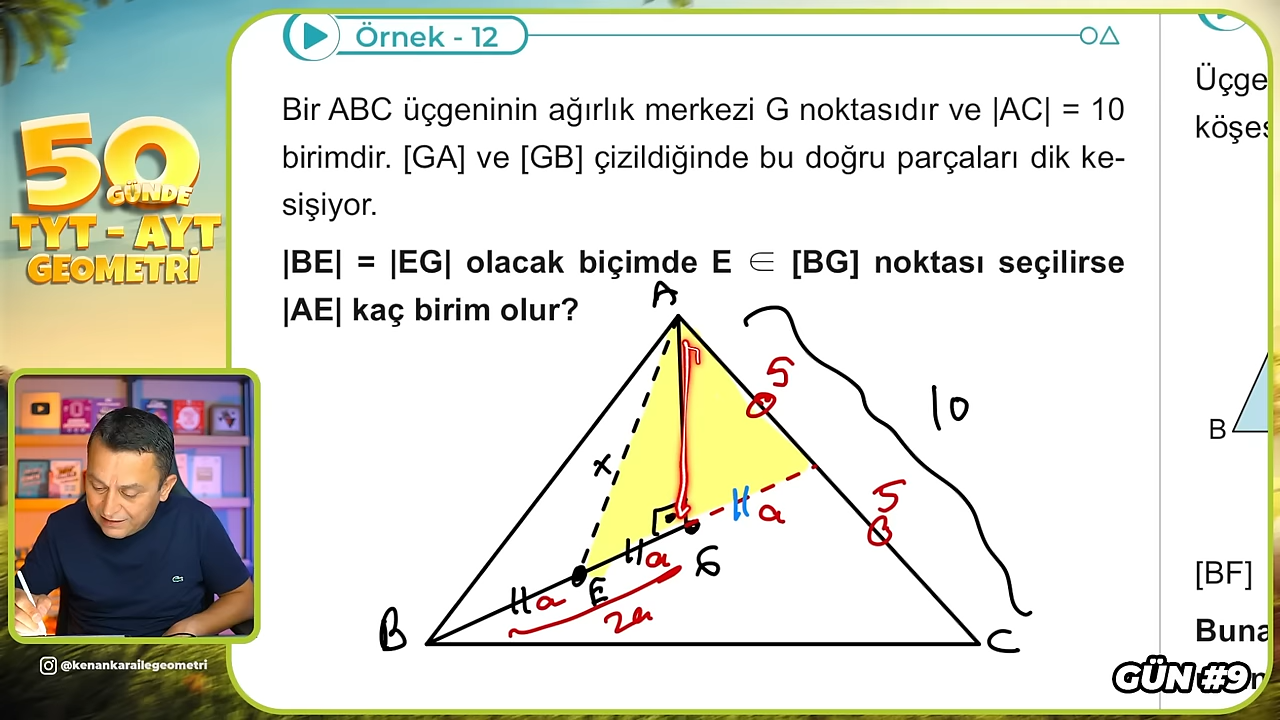 Örnek - 12
Bir ABC üçgeninin ağırlık merkezi G noktasıdır ve |AC| = 10
birimdir. [GA] ve [GB] çizildiğinde bu doğru parçaları dik ke-
sişiyor.
|BE| = |EG| olacak biçimde E ∈ [BG] noktası seçilirse
|AE| kaç birim olur?
A
5
10
x
5
a
a
G
a
E
2a
B
C
50
GÜNDE
TYT - AYT
GEOMETRİ
@kenankarailegeometri
Üçge
köşes
B
[BF]
Buna
GÜN #9